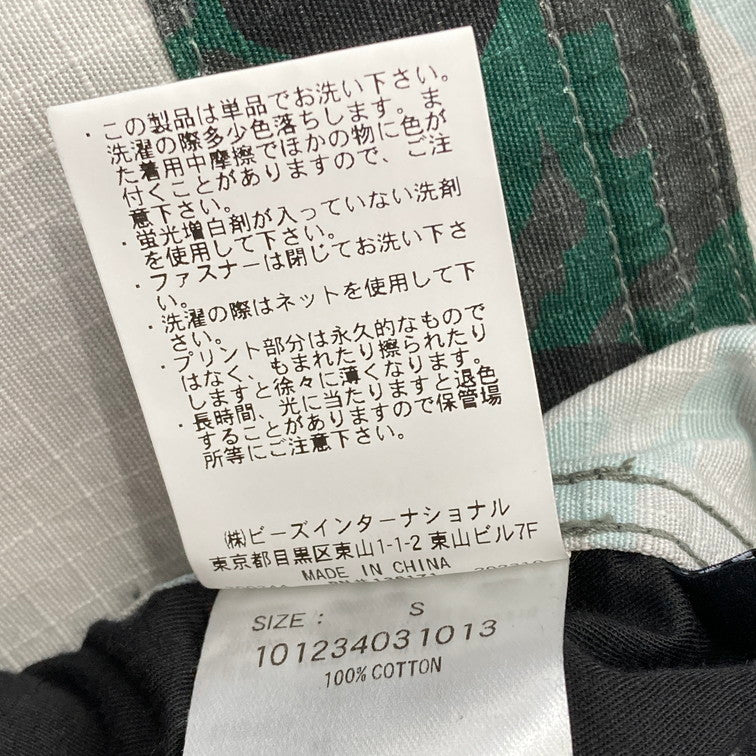 ・この製品は単品でお洗い下さい。
洗濯の際多少色落ちします。ま
た着用中摩擦でほかの物に色が
付くことがありますので、ご注
意下さい。
・蛍光増白剤が入っていない洗剤
を使用して下さい。
・ファスナーは閉じてお洗い下さ
い。
・洗濯の際はネットを使用して下
さい。
・プリント部分は永久的なもので
はなく、もまれたり擦られたり
しますと徐々に薄くなります。
・長時間、光に当たりますと退色
することがありますので保管場
所等にご注意下さい。
㈱ビーズインターナショナル
東京都目黒区東山1-1-2 東山ビル7F
MADE IN CHINA
SIZE : S
101234031013
100% COTTON